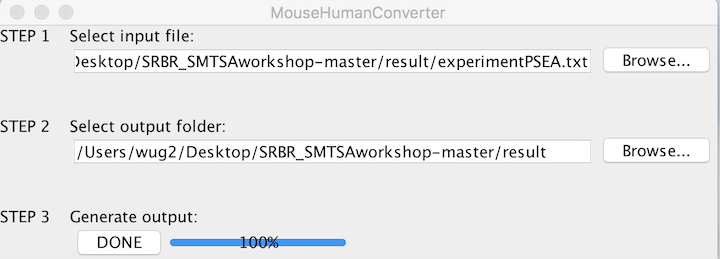 MouseHumanConverter
STEP 1 Select input file:
Desktop/SRBR_SMTSAworkshop-master/result/experimentPSEA.txt Browse...
STEP 2 Select output folder:
/Users/wug2/Desktop/SRBR_SMTSAworkshop-master/result Browse...
STEP 3 Generate output:
DONE 100%